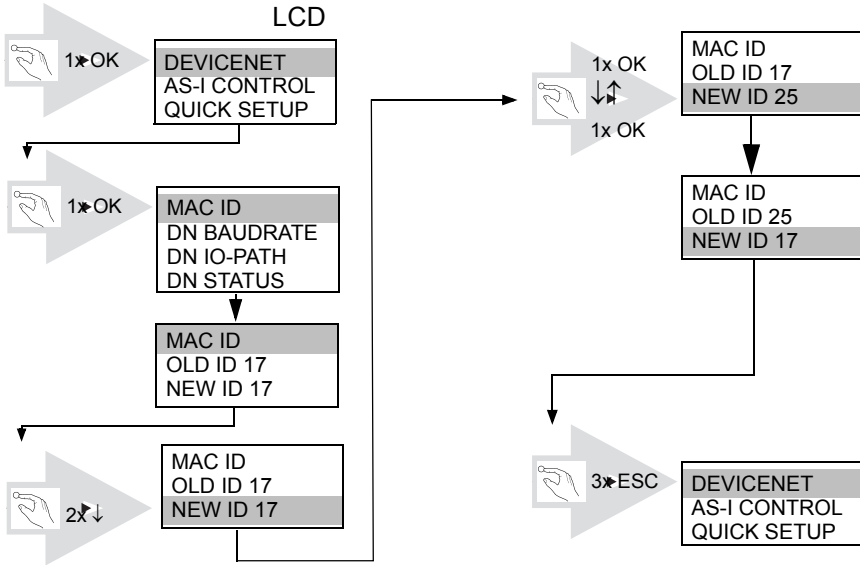 LCD
1x OK
DEVICENET
AS-I CONTROL
QUICK SETUP
1x OK
MAC ID
DN BAUDRATE
DN IO-PATH
DN STATUS
MAC ID
OLD ID 17
NEW ID 17
2x ↓
MAC ID
OLD ID 17
NEW ID 17
1x OK
↓↑
1x OK
MAC ID
OLD ID 17
NEW ID 25
MAC ID
OLD ID 25
NEW ID 17
3x ESC
DEVICENET
AS-I CONTROL
QUICK SETUP